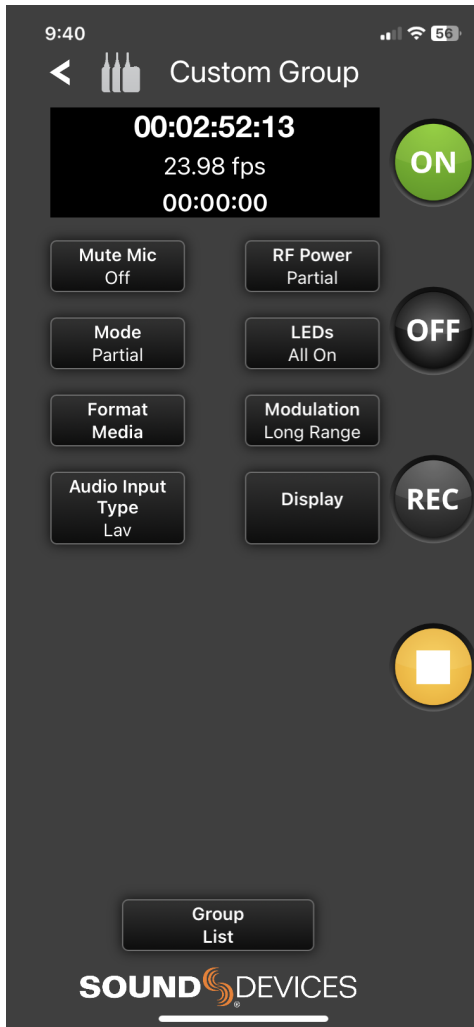 9:40
56
Custom Group
00:02:52:13
23.98 fps
00:00:00
ON
Mute Mic
Off
RF Power
Partial
Mode
Partial
LEDs
All On
OFF
Format
Media
Modulation
Long Range
Audio Input
Type
Lav
Display
REC
Group
List
SOUND DEVICES